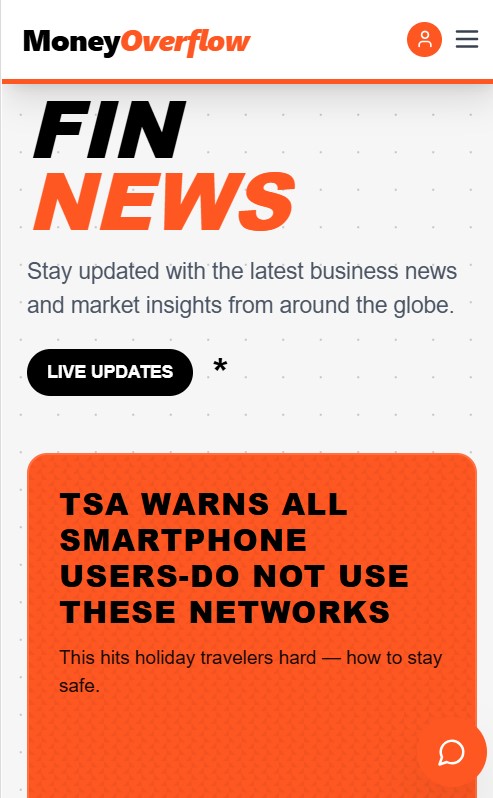 MoneyOverflow
FIN
NEWS
Stay updated with the latest business news
and market insights from around the globe.
LIVE UPDATES *
TSA WARNS ALL
SMARTPHONE
USERS-DO NOT USE
THESE NETWORKS
This hits holiday travelers hard — how to stay
safe.